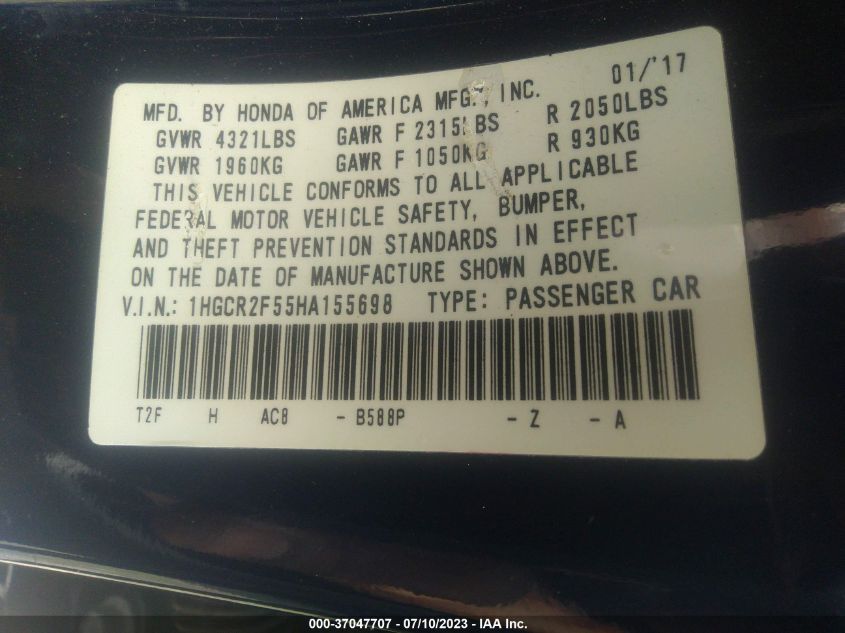 01/'17
MFD. BY HONDA OF AMERICA MFG., INC.
GVWR 4321LBS GAWR F 2315LBS R 2050LBS
GVWR 1960KG GAWR F 1050KG R 930KG
THIS VEHICLE CONFORMS TO ALL APPLICABLE
FEDERAL MOTOR VEHICLE SAFETY, BUMPER,
AND THEFT PREVENTION STANDARDS IN EFFECT
ON THE DATE OF MANUFACTURE SHOWN ABOVE.
V.I.N.: 1HGCR2F55HA155698 TYPE: PASSENGER CAR
T2F H AC8 - B588P - Z - A
000-37047707 - 07/10/2023 - IAA Inc.